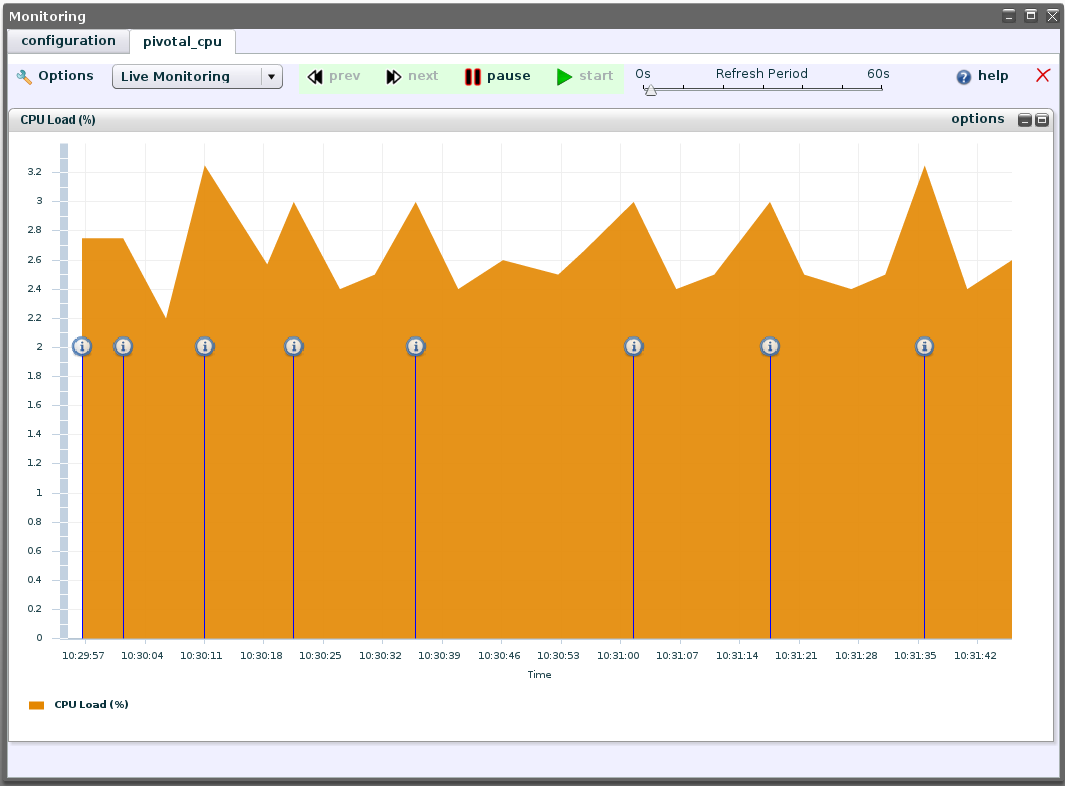 Monitoring
configuration pivotal_cpu
Options Live Monitoring prev next pause start 0s Refresh Period 60s help
CPU Load (%) options
3.2
3
2.8
2.6
2.4
2.2
2
1.8
1.6
1.4
1.2
1
0.8
0.6
0.4
0.2
0
10:29:57 10:30:04 10:30:11 10:30:18 10:30:25 10:30:32 10:30:39 10:30:46 10:30:53 10:31:00 10:31:07 10:31:14 10:31:21 10:31:28 10:31:35 10:31:42
Time
CPU Load (%)